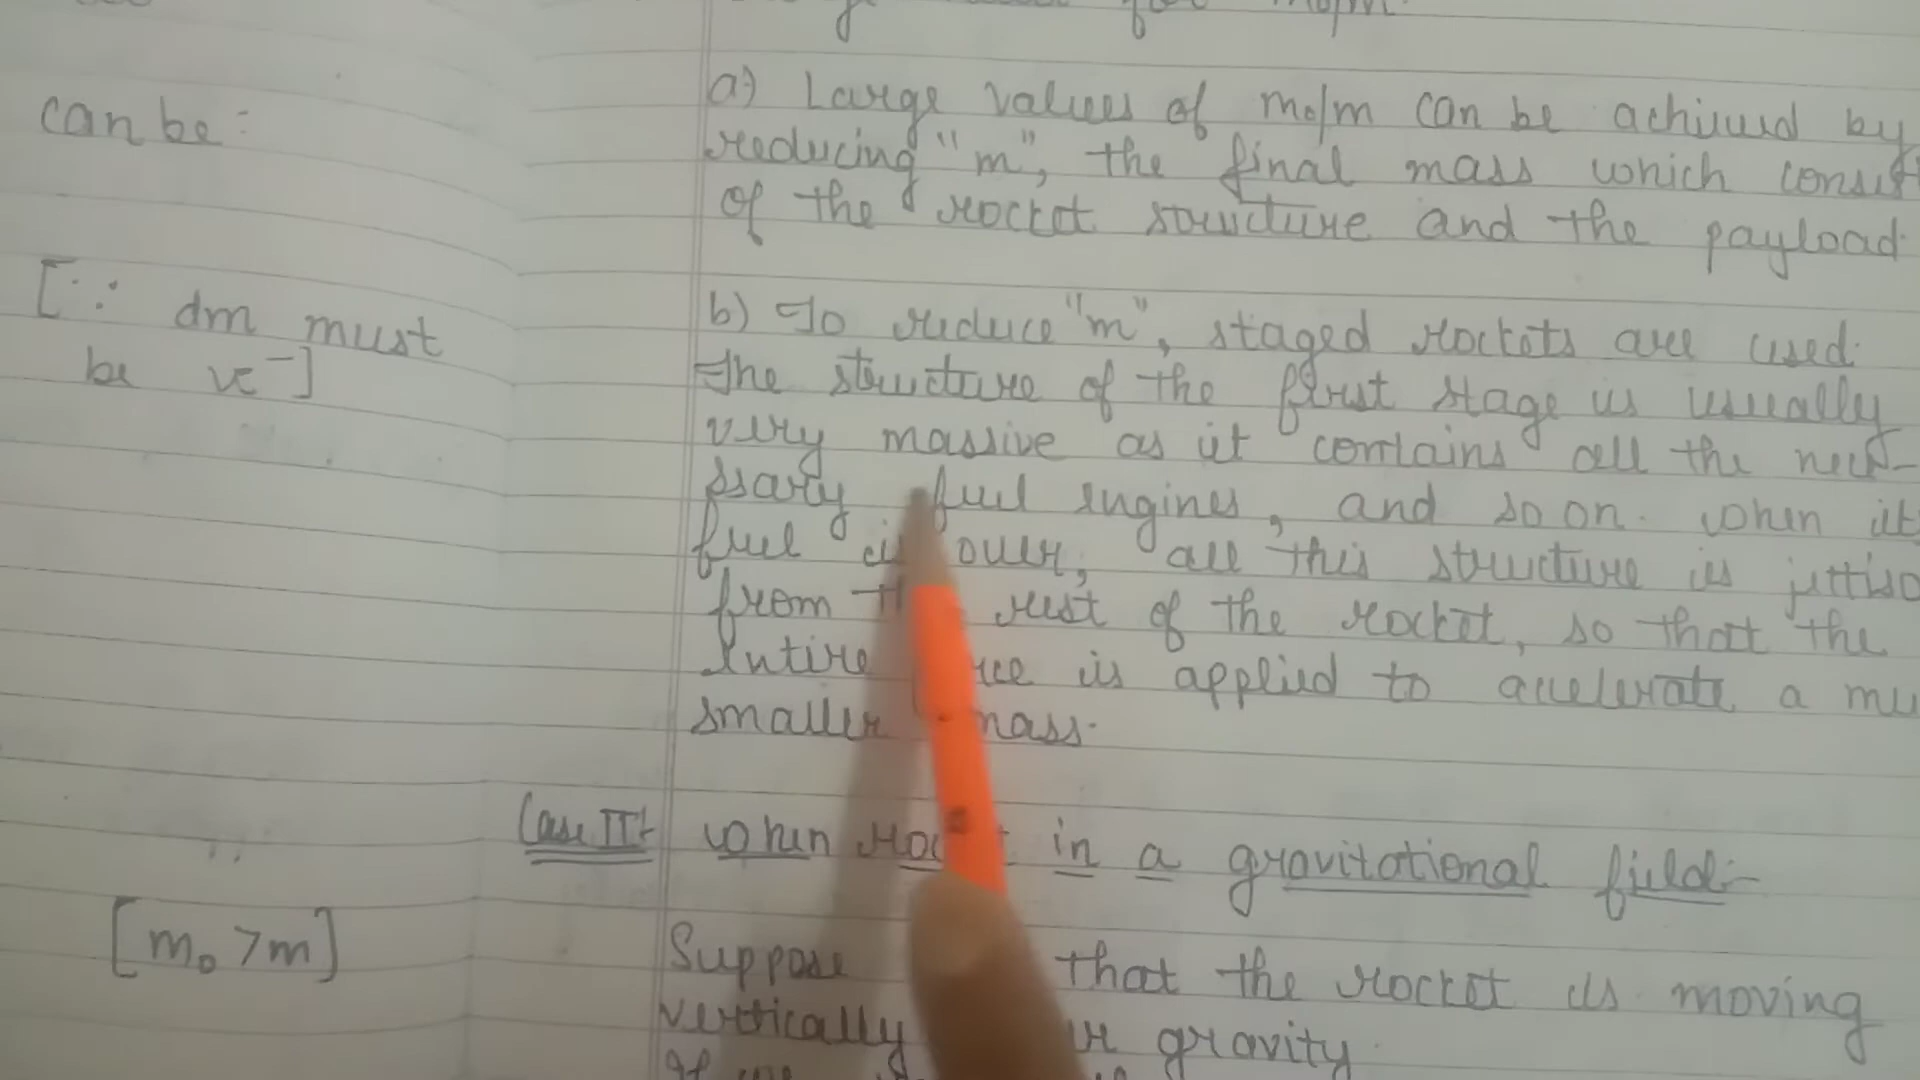 can be:
[∵ dm must
be ve⁻]
[m₀ > m]
a) Large values of m₀/m can be achived by
reducing "m", the final mass which consist
of the rocket structure and the payload.
b) To reduce "m", staged rockets are used.
The structure of the first stage is usually
very massive as it contains all the nece-
ssary fuel engines, and so on. when its
fuel is over, all this structure is jettiso
from the rest of the rocket, so that the
Entire is applied to accelerate a mu
smaller mass.
Case II:- when in a gravitational field:-
Suppose that the rocket is moving
vertically gravity.